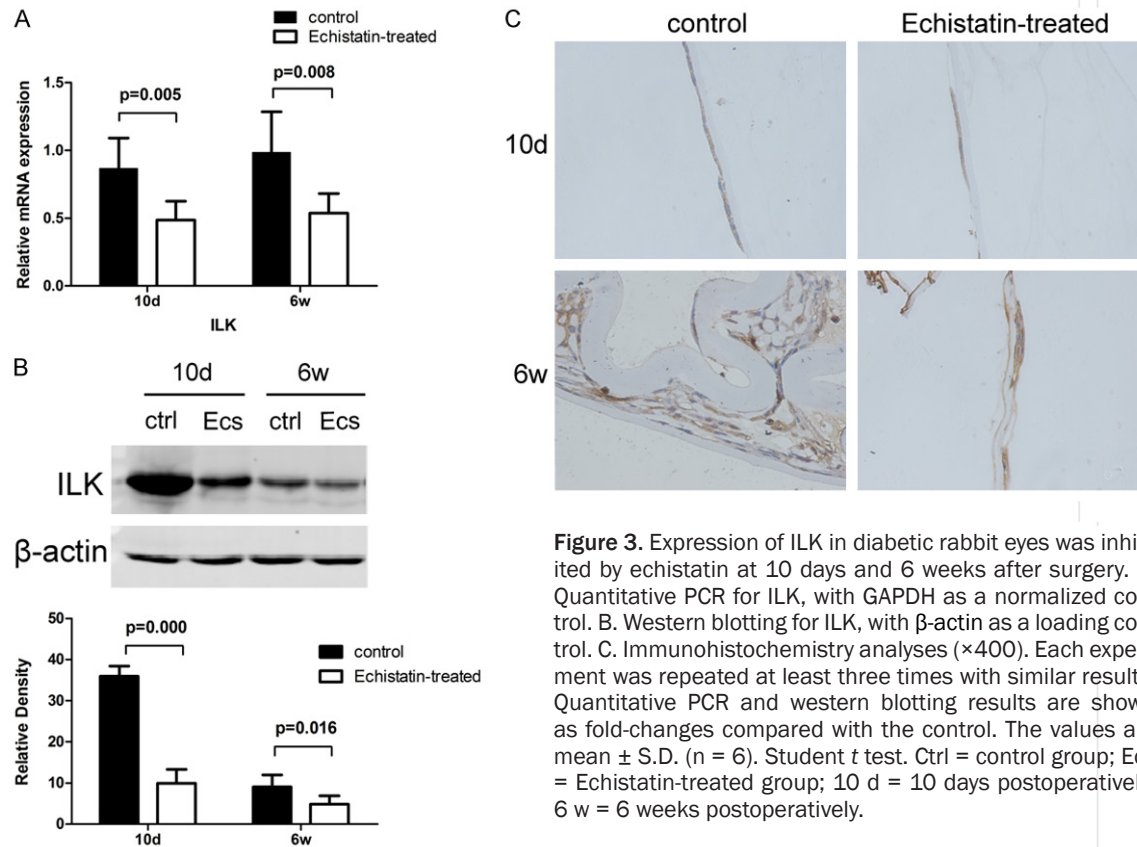 A
control
Echistatin-treated
p=0.005
p=0.008
Relative mRNA expression
1.5
1.0
0.5
0.0
10d
6w
ILK
B
10d 6w
ctrl Ecs ctrl Ecs
ILK
β-actin
control
Echistatin-treated
p=0.000
p=0.016
Relative Density
50
40
30
20
10
0
10d
6w
C
control Echistatin-treated
10d
6w
Figure 3. Expression of ILK in diabetic rabbit eyes was inhib-
ited by echistatin at 10 days and 6 weeks after surgery.
Quantitative PCR for ILK, with GAPDH as a normalized co
trol. B. Western blotting for ILK, with β-actin as a loading co
trol. C. Immunohistochemistry analyses (×400). Each expe
ment was repeated at least three times with similar result
Quantitative PCR and western blotting results are show
as fold-changes compared with the control. The values a
mean ± S.D. (n = 6). Student t test. Ctrl = control group; Ec
= Echistatin-treated group; 10 d = 10 days postoperativel
6 w = 6 weeks postoperatively.